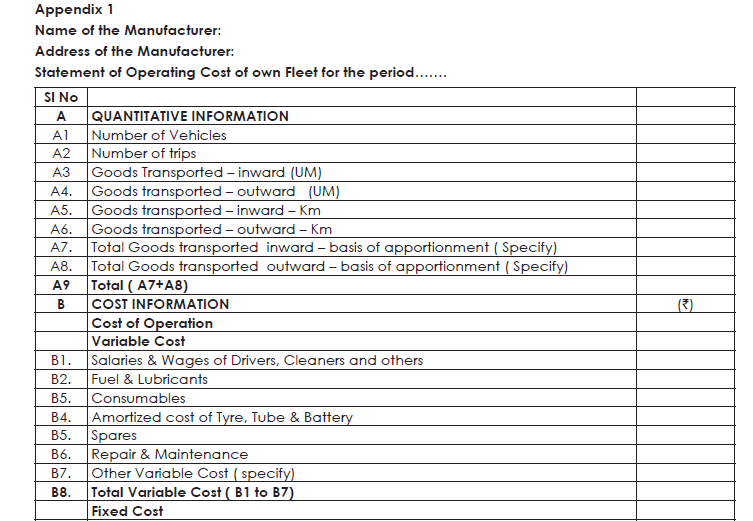 Appendix 1
Name of the Manufacturer:
Address of the Manufacturer:
Statement of Operating Cost of own Fleet for the period.......
Sl No
A QUANTITATIVE INFORMATION
A1 Number of Vehicles
A2 Number of trips
A3 Goods Transported – inward (UM)
A4. Goods transported – outward (UM)
A5. Goods transported – inward – Km
A6. Goods transported – outward – Km
A7. Total Goods transported inward – basis of apportionment ( Specify)
A8. Total Goods transported outward – basis of apportionment ( Specify)
A9 Total ( A7+A8)
B COST INFORMATION (₹)
Cost of Operation
Variable Cost
B1. Salaries & Wages of Drivers, Cleaners and others
B2. Fuel & Lubricants
B5. Consumables
B4. Amortized cost of Tyre, Tube & Battery
B5. Spares
B6. Repair & Maintenance
B7. Other Variable Cost ( specify)
B8. Total Variable Cost ( B1 to B7)
Fixed Cost